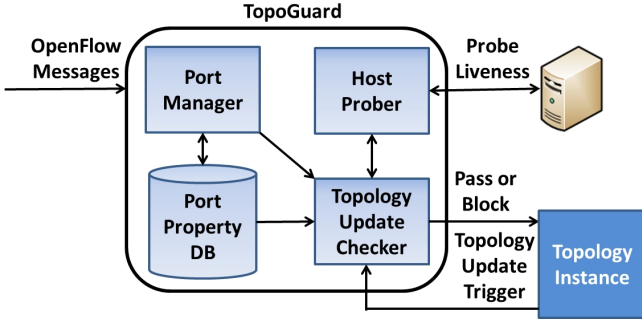 TopoGuard
OpenFlow
Messages
Port
Manager
Host
Prober
Probe
Liveness
Port
Property
DB
Topology
Update
Checker
Pass or
Block
Topology
Update
Trigger
Topology
Instance